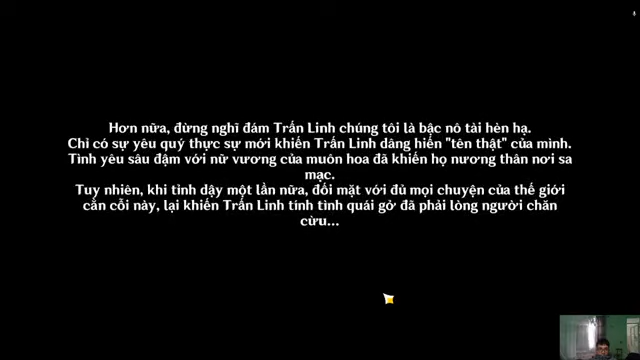 Hơn nữa, đừng nghĩ đám Trấn Linh chúng tôi là bậc nô tài hèn hạ.
Chỉ có sự yêu quý thực sự mới khiến Trấn Linh dâng hiến "tên thật" của mình.
Tình yêu sâu đậm với nữ vương của muôn hoa đã khiến họ nương thân nơi sa
mạc.
Tuy nhiên, khi tỉnh dậy một lần nữa, đối mặt với đủ mọi chuyện của thế giới
cằn cỗi này, lại khiến Trấn Linh tính tình quái gở đã phải lòng người chăn
cừu...